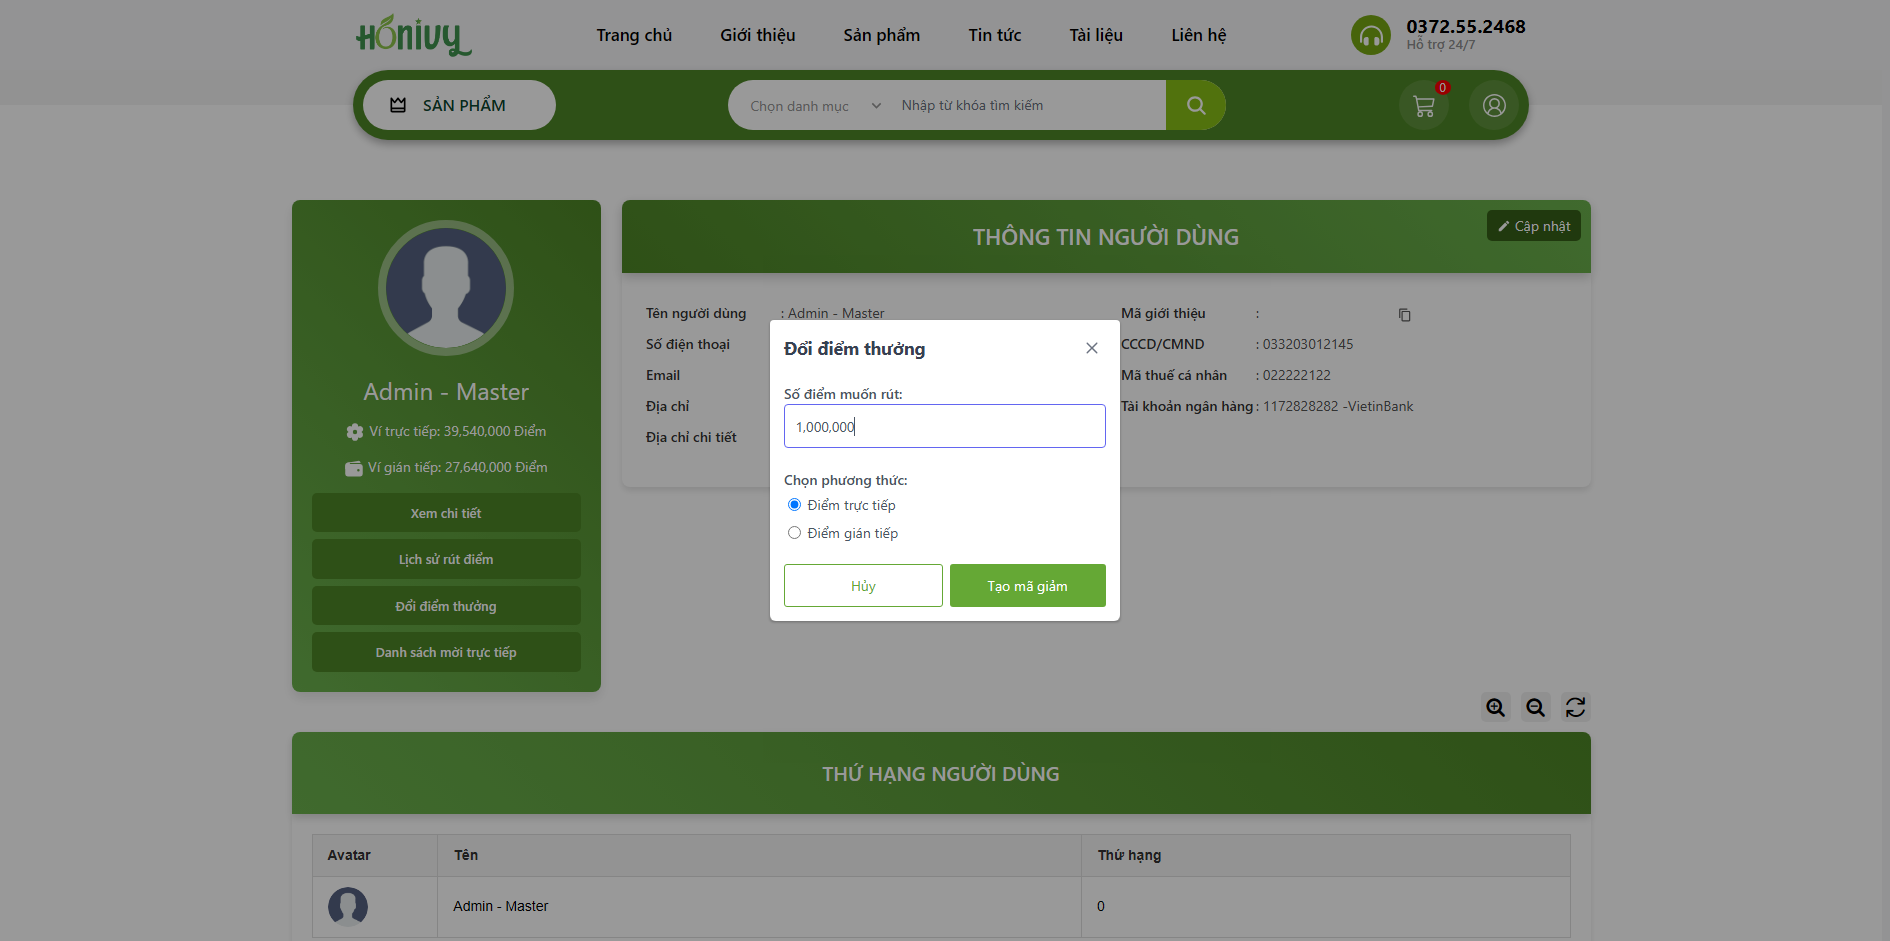 Honivy
Trang chủ
Giới thiệu
Sản phẩm
Tin tức
Tài liệu
Liên hệ
0372.55.2468
Hỗ trợ 24/7
SẢN PHẨM
Chọn danh mục
Nhập từ khóa tìm kiếm
0
Admin - Master
Ví trực tiếp: 39,540,000 Điểm
Ví gián tiếp: 27,640,000 Điểm
Xem chi tiết
Lịch sử rút điểm
Đổi điểm thưởng
Danh sách mời trực tiếp
THÔNG TIN NGƯỜI DÙNG
Cập nhật
Tên người dùng : Admin - Master
Số điện thoại
Email
Địa chỉ
Địa chỉ chi tiết
Mã giới thiệu :
CCCD/CMND : 033203012145
Mã thuế cá nhân : 022222122
Tài khoản ngân hàng : 1172828282 -VietinBank
Đổi điểm thưởng
Số điểm muốn rút:
1,000,000
Chọn phương thức:
Điểm trực tiếp
Điểm gián tiếp
Hủy
Tạo mã giảm
THỨ HẠNG NGƯỜI DÙNG
Avatar Tên Thứ hạng
Admin - Master 0